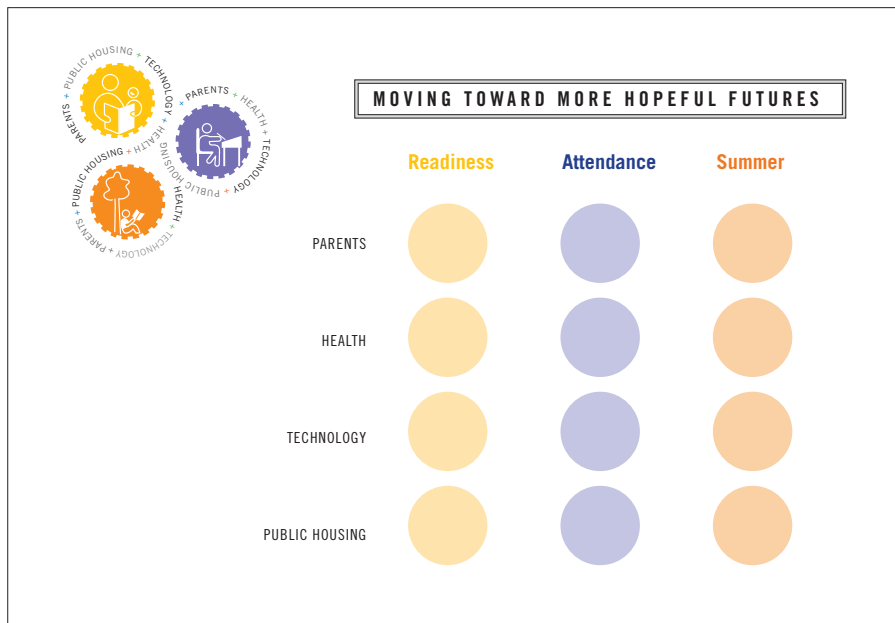 PARENTS + PUBLIC HOUSING + TECHNOLOGY + HEALTH +
PARENTS + HEALTH + TECHNOLOGY + PUBLIC HOUSING
PARENTS + PUBLIC HOUSING + HEALTH + TECHNOLOGY +
MOVING TOWARD MORE HOPEFUL FUTURES
Readiness Attendance Summer
PARENTS
HEALTH
TECHNOLOGY
PUBLIC HOUSING